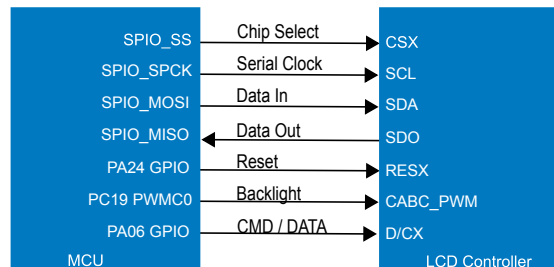 SPIO_SS Chip Select CSX
SPIO_SPCK Serial Clock SCL
SPIO_MOSI Data In SDA
SPIO_MISO Data Out SDO
PA24 GPIO Reset RESX
PC19 PWMC0 Backlight CABC_PWM
PA06 GPIO CMD / DATA D/CX
MCU LCD Controller